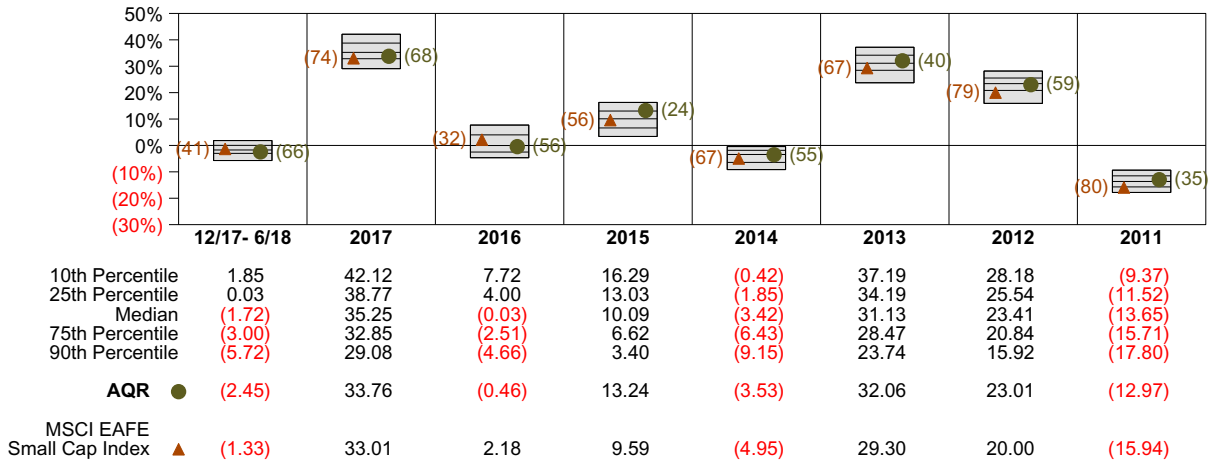 50%
40%
30%
20%
10%
0%
(10%)
(20%)
(30%)
(41) (66)
(74) (68)
(32) (56)
(56) (24)
(67) (55)
(67) (40)
(79) (59)
(80) (35)
12/17- 6/18 2017 2016 2015 2014 2013 2012 2011
10th Percentile 1.85 42.12 7.72 16.29 (0.42) 37.19 28.18 (9.37)
25th Percentile 0.03 38.77 4.00 13.03 (1.85) 34.19 25.54 (11.52)
Median (1.72) 35.25 (0.03) 10.09 (3.42) 31.13 23.41 (13.65)
75th Percentile (3.00) 32.85 (2.51) 6.62 (6.43) 28.47 20.84 (15.71)
90th Percentile (5.72) 29.08 (4.66) 3.40 (9.15) 23.74 15.92 (17.80)
AQR (2.45) 33.76 (0.46) 13.24 (3.53) 32.06 23.01 (12.97)
MSCI EAFE
Small Cap Index (1.33) 33.01 2.18 9.59 (4.95) 29.30 20.00 (15.94)